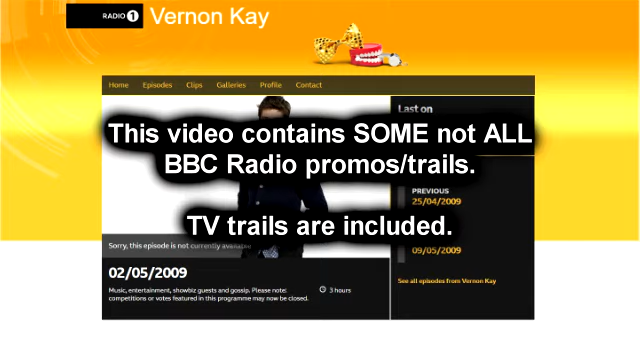 RADIO 1 Vernon Kay
Home Episodes Clips Galleries Profile Contact
Last on
This video contains SOME not ALL
BBC Radio promos/trails.
PREVIOUS
25/04/2009
TV trails are included.
Sorry, this episode is not currently available
09/05/2009
02/05/2009
Music, entertainment, showbiz guests and gossip. Please note:
competitions or votes featured in this programme may now be closed.
3 hours
See all episodes from Vernon Kay